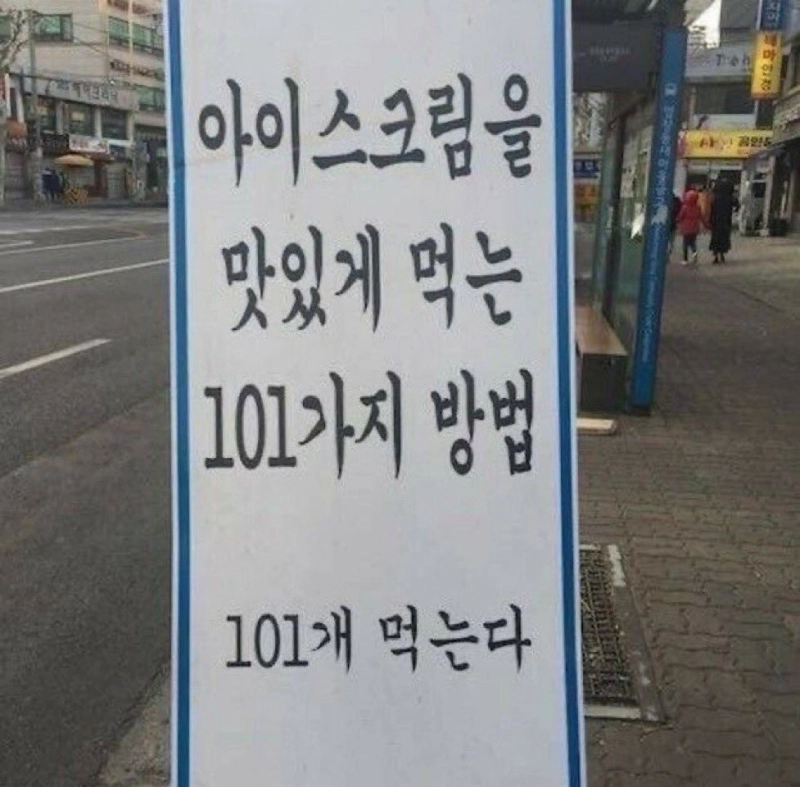 아이스크림을
맛있게 먹는
101가지 방법
101개 먹는다